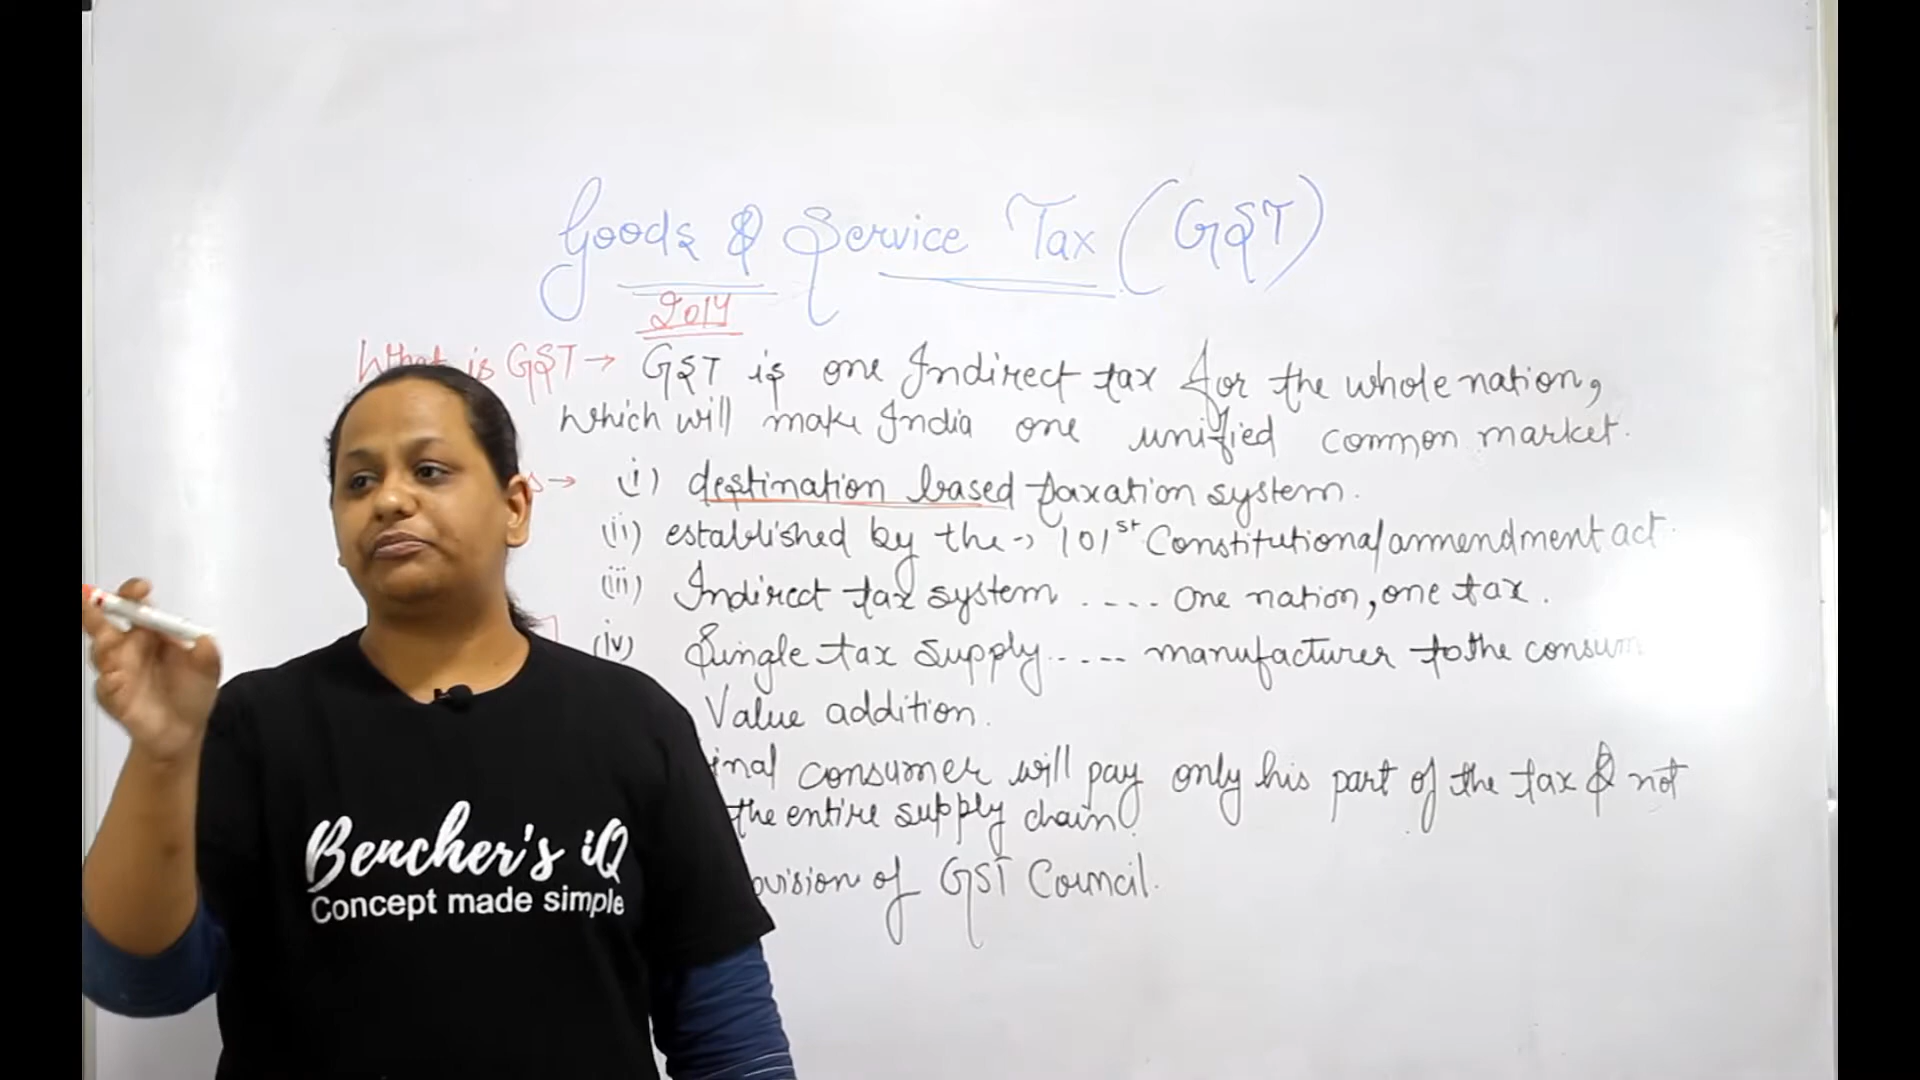 Goods & Service Tax (GST)
2017
What is GST → GST is one Indirect tax for the whole nation,
which will make India one unified common market.
→ (i) destination based taxation system.
(ii) established by the → 101st Constitutional ammendment act.
(iii) Indirect tax system .... one nation, one tax.
(iv) Single tax supply.... manufacturer to the consum
Value addition.
inal consumer will pay only his part of the tax & not
the entire supply chain.
ovision of GST Council.
Bencher's iQ
Concept made simple